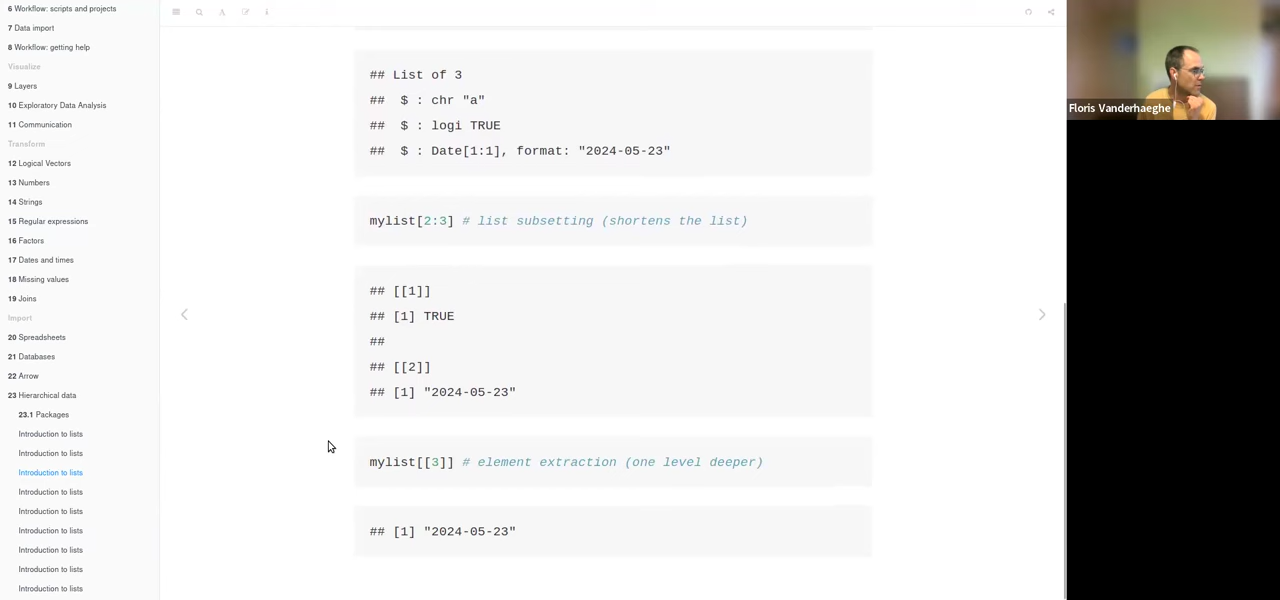 6 Workflow: scripts and projects
7 Data import
8 Workflow: getting help
Visualize
9 Layers
10 Exploratory Data Analysis
11 Communication
Transform
12 Logical Vectors
13 Numbers
14 Strings
15 Regular expressions
16 Factors
17 Dates and times
18 Missing values
19 Joins
Import
20 Spreadsheets
21 Databases
22 Arrow
23 Hierarchical data
23.1 Packages
Introduction to lists
Introduction to lists
Introduction to lists
Introduction to lists
Introduction to lists
Introduction to lists
Introduction to lists
Introduction to lists
Introduction to lists
## List of 3
##  $ : chr "a"
##  $ : logi TRUE
##  $ : Date[1:1], format: "2024-05-23"
mylist[2:3] # list subsetting (shortens the list)
## [[1]]
## [1] TRUE
##
## [[2]]
## [1] "2024-05-23"
mylist[[3]] # element extraction (one level deeper)
## [1] "2024-05-23"
Floris Vanderhaeghe